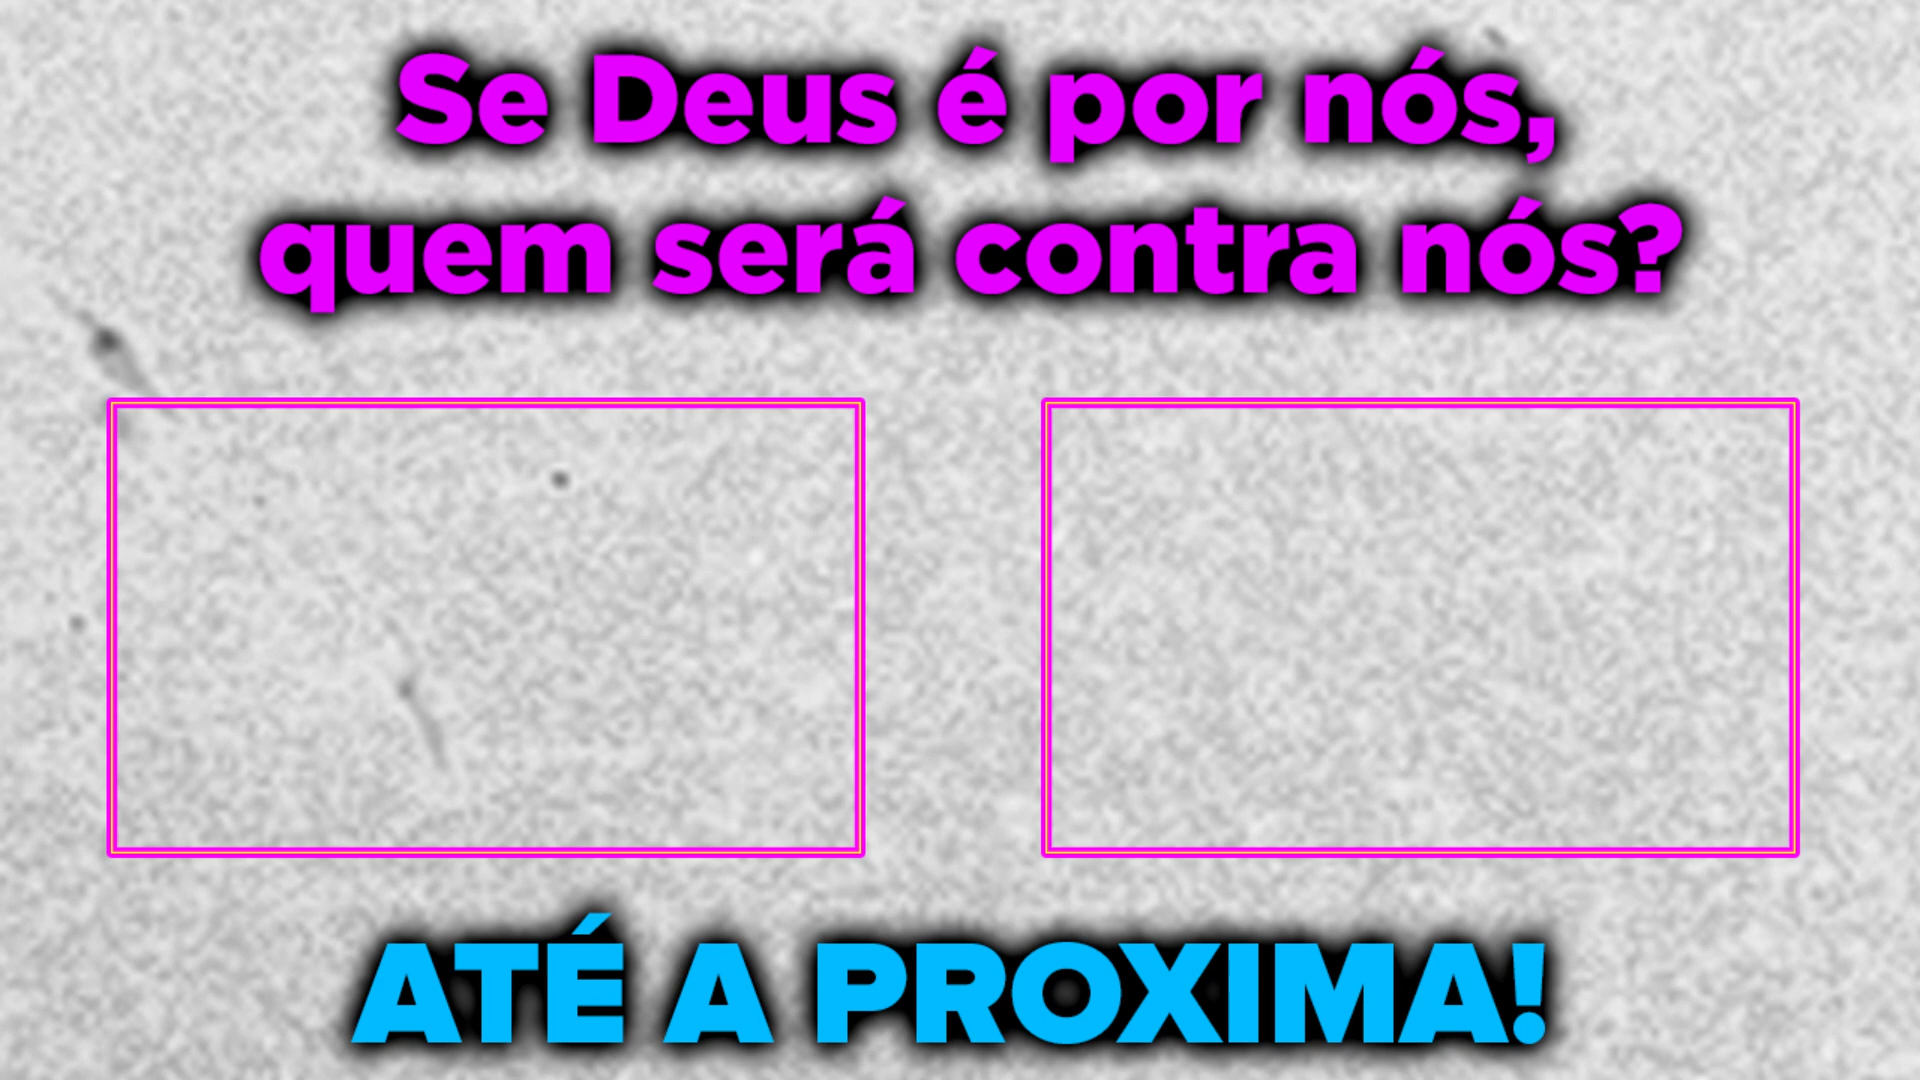 Se Deus é por nós,
quem será contra nós?
ATÉ A PROXIMA!